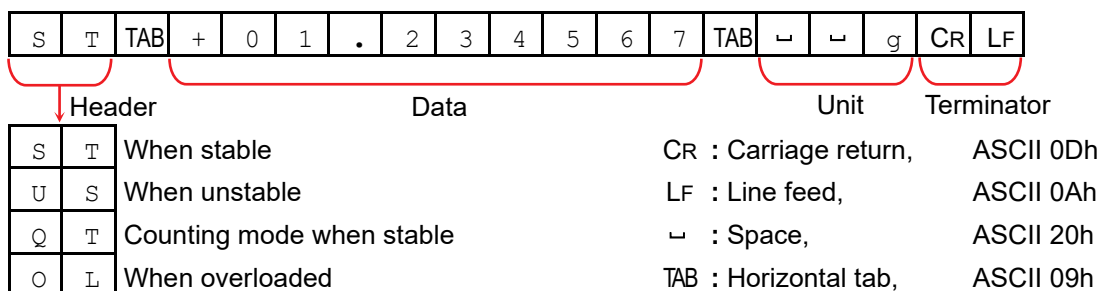 S T TAB + 0 1 . 2 3 4 5 6 7 TAB ␣ ␣ g CR LF
Header Data Unit Terminator
S T When stable CR : Carriage return, ASCII 0Dh
U S When unstable LF : Line feed, ASCII 0Ah
Q T Counting mode when stable ␣ : Space, ASCII 20h
O L When overloaded TAB : Horizontal tab, ASCII 09h